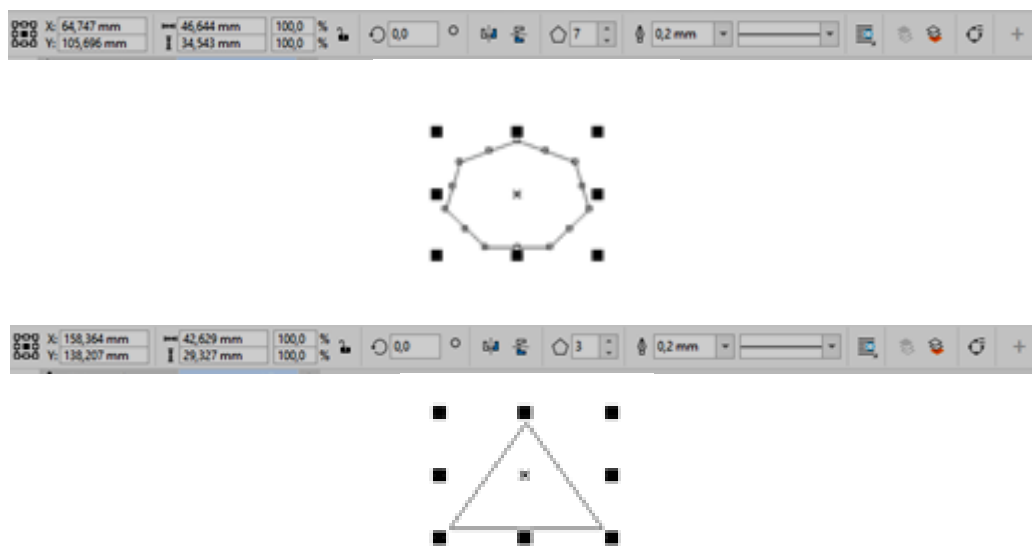 X: 64,747 mm 46,644 mm 100,0 % 0,0 ° 7 0,2 mm
Y: 105,696 mm 34,543 mm 100,0 %
X: 158,364 mm 42,629 mm 100,0 % 0,0 ° 3 0,2 mm
Y: 138,207 mm 29,327 mm 100,0 %